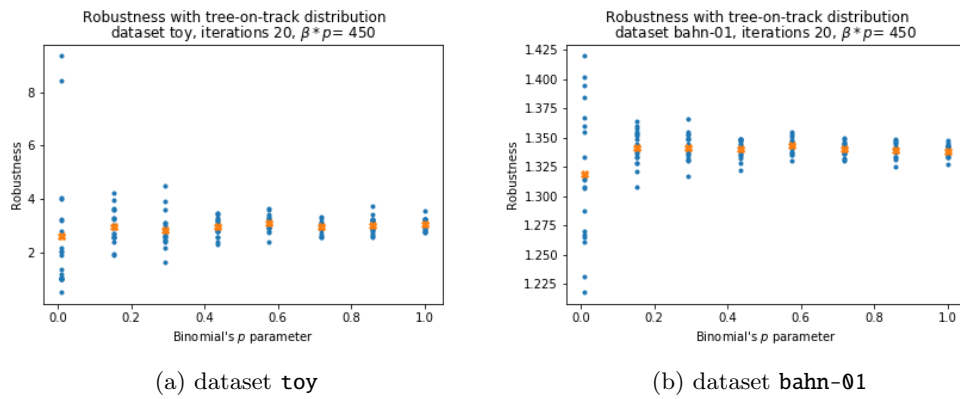 Robustness with tree-on-track distribution
dataset toy, iterations 20, β * p= 450
Robustness
8
6
4
2
0.0 0.2 0.4 0.6 0.8 1.0
Binomial's p parameter
(a) dataset toy
Robustness with tree-on-track distribution
dataset bahn-01, iterations 20, β * p= 450
Robustness
1.425
1.400
1.375
1.350
1.325
1.300
1.275
1.250
1.225
0.0 0.2 0.4 0.6 0.8 1.0
Binomial's p parameter
(b) dataset bahn-01